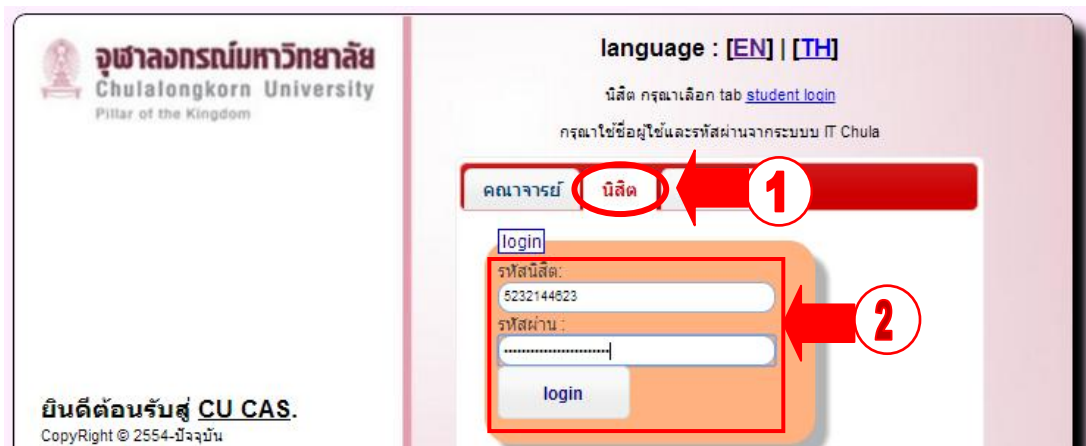 จุฬาลงกรณ์มหาวิทยาลัย
Chulalongkorn University
Pillar of the Kingdom
language : [EN] | [TH]
นิสิต กรุณาเลือก tab student login
กรุณาใช้ชื่อผู้ใช้และรหัสผ่านจากระบบบ IT Chula
คณาจารย์
นิสิต
1
login
รหัสนิสิต:
5232144623
รหัสผ่าน :
2
login
ยินดีต้อนรับสู่ CU CAS.
CopyRight © 2554-ปัจจุบัน